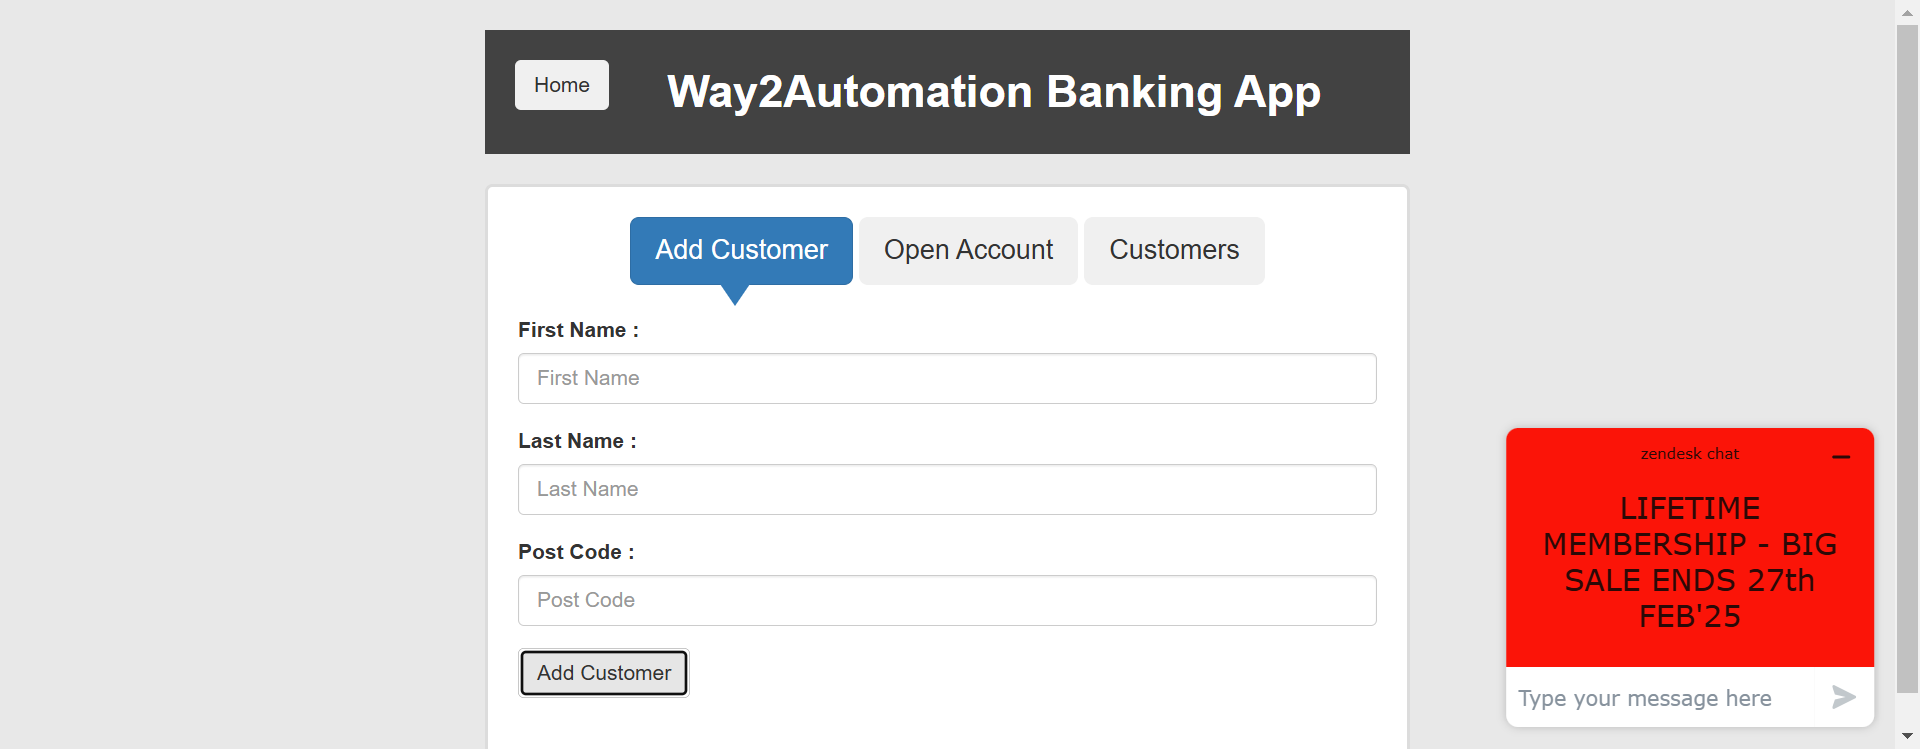 Home
Way2Automation Banking App
Add Customer
Open Account
Customers
First Name :
First Name
Last Name :
Last Name
Post Code :
Post Code
Add Customer
zendesk chat
LIFETIME
MEMBERSHIP - BIG
SALE ENDS 27th
FEB'25
Type your message here